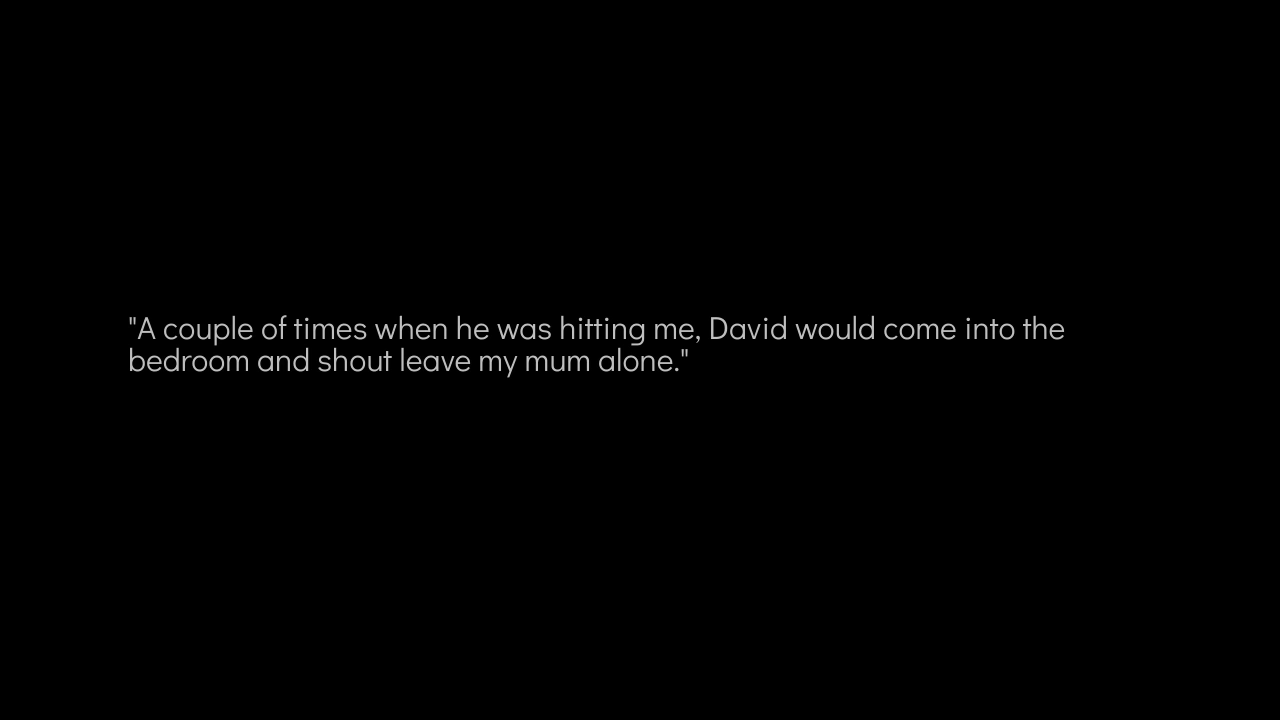 "A couple of times when he was hitting me, David would come into the
bedroom and shout leave my mum alone."